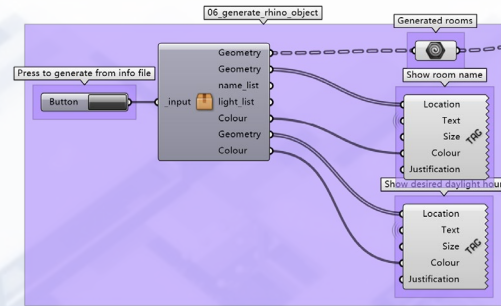 06_generate_rhino_object
Generated rooms
Press to generate from info file
Button
_input
Geometry
Geometry
name_list
light_list
Colour
Geometry
Colour
Show room name
Location
Text
Size
Colour
Justification
TAG
Show desired daylight hour
Location
Text
Size
Colour
Justification
TAG